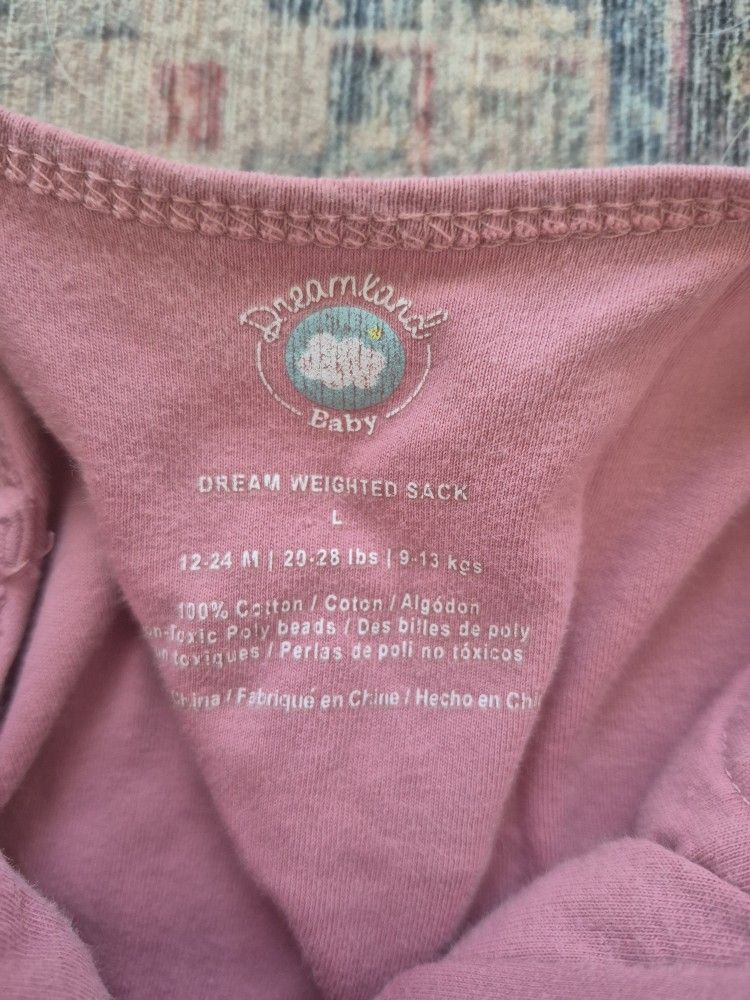 Dreamland
Baby
DREAM WEIGHTED SACK
L
12-24 M | 20-28 lbs | 9-13 kgs
100% Cotton / Coton / Algódon
Poly beads / Des billes de poly
toxiques / Perlas de poli no tóxicos
China / Fabriqué en Chine / Hecho en